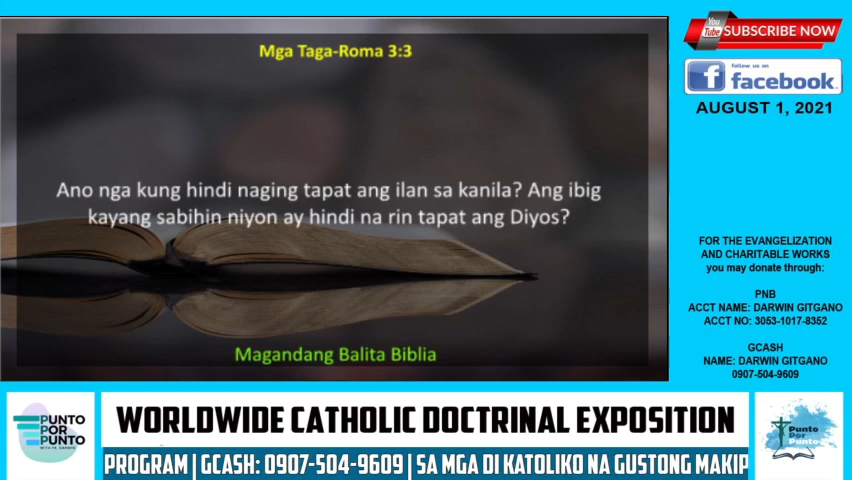 Mga Taga-Roma 3:3
Ano nga kung hindi naging tapat ang ilan sa kanila? Ang ibig
kayang sabihin niyon ay hindi na rin tapat ang Diyos?
Magandang Balita Biblia
You
Tube
SUBSCRIBE NOW
follow us on
facebook
AUGUST 1, 2021
FOR THE EVANGELIZATION
AND CHARITABLE WORKS
you may donate through:
PNB
ACCT NAME: DARWIN GITGANO
ACCT NO: 3053-1017-8352
GCASH
NAME: DARWIN GITGANO
0907-504-9609
PUNTO
POR
PUNTO
WORLDWIDE CATHOLIC DOCTRINAL EXPOSITION
Punto
Por
Punto
PROGRAM | GCASH: 0907-504-9609 | SA MGA DI KATOLIKO NA GUSTONG MAKIP